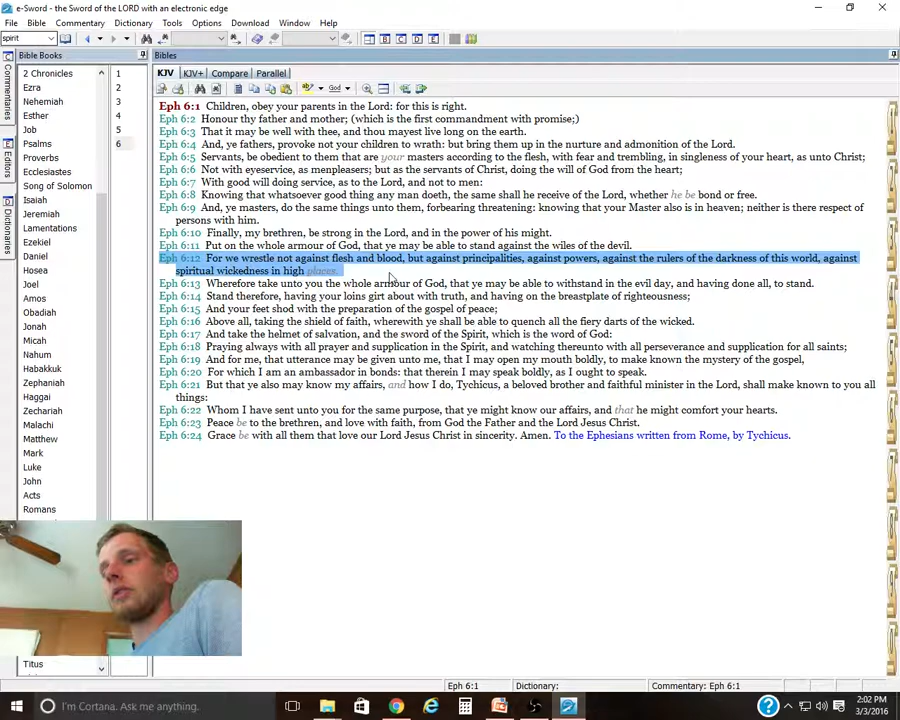 e-Sword - the Sword of the LORD with an electronic edge
File Bible Commentary Dictionary Tools Options Download Window Help
spirit
B C D E
Bible Books
Bibles
KJV KJV+ Compare Parallel
God
Commentaries
Editors
Dictionaries
2 Chronicles
Ezra
Nehemiah
Esther
Job
Psalms
Proverbs
Ecclesiastes
Song of Solomon
Isaiah
Jeremiah
Lamentations
Ezekiel
Daniel
Hosea
Joel
Amos
Obadiah
Jonah
Micah
Nahum
Habakkuk
Zephaniah
Haggai
Zechariah
Malachi
Matthew
Mark
Luke
John
Acts
Romans
Titus
1
2
3
4
5
6
Eph 6:1 Children, obey your parents in the Lord: for this is right.
Eph 6:2 Honour thy father and mother; (which is the first commandment with promise;)
Eph 6:3 That it may be well with thee, and thou mayest live long on the earth.
Eph 6:4 And, ye fathers, provoke not your children to wrath: but bring them up in the nurture and admonition of the Lord.
Eph 6:5 Servants, be obedient to them that are your masters according to the flesh, with fear and trembling, in singleness of your heart, as unto Christ;
Eph 6:6 Not with eyeservice, as menpleasers; but as the servants of Christ, doing the will of God from the heart;
Eph 6:7 With good will doing service, as to the Lord, and not to men:
Eph 6:8 Knowing that whatsoever good thing any man doeth, the same shall he receive of the Lord, whether he be bond or free.
Eph 6:9 And, ye masters, do the same things unto them, forbearing threatening: knowing that your Master also is in heaven; neither is there respect of
persons with him.
Eph 6:10 Finally, my brethren, be strong in the Lord, and in the power of his might.
Eph 6:11 Put on the whole armour of God, that ye may be able to stand against the wiles of the devil.
Eph 6:12 For we wrestle not against flesh and blood, but against principalities, against powers, against the rulers of the darkness of this world, against
spiritual wickedness in high places.
Eph 6:13 Wherefore take unto you the whole armour of God, that ye may be able to withstand in the evil day, and having done all, to stand.
Eph 6:14 Stand therefore, having your loins girt about with truth, and having on the breastplate of righteousness;
Eph 6:15 And your feet shod with the preparation of the gospel of peace;
Eph 6:16 Above all, taking the shield of faith, wherewith ye shall be able to quench all the fiery darts of the wicked.
Eph 6:17 And take the helmet of salvation, and the sword of the Spirit, which is the word of God:
Eph 6:18 Praying always with all prayer and supplication in the Spirit, and watching thereunto with all perseverance and supplication for all saints;
Eph 6:19 And for me, that utterance may be given unto me, that I may open my mouth boldly, to make known the mystery of the gospel,
Eph 6:20 For which I am an ambassador in bonds: that therein I may speak boldly, as I ought to speak.
Eph 6:21 But that ye also may know my affairs, and how I do, Tychicus, a beloved brother and faithful minister in the Lord, shall make known to you all
things:
Eph 6:22 Whom I have sent unto you for the same purpose, that ye might know our affairs, and that he might comfort your hearts.
Eph 6:23 Peace be to the brethren, and love with faith, from God the Father and the Lord Jesus Christ.
Eph 6:24 Grace be with all them that love our Lord Jesus Christ in sincerity. Amen. To the Ephesians written from Rome, by Tychicus.
Eph 6:1 Dictionary: Commentary: Eph 6:1
I'm Cortana. Ask me anything.
2:02 PM
3/3/2016